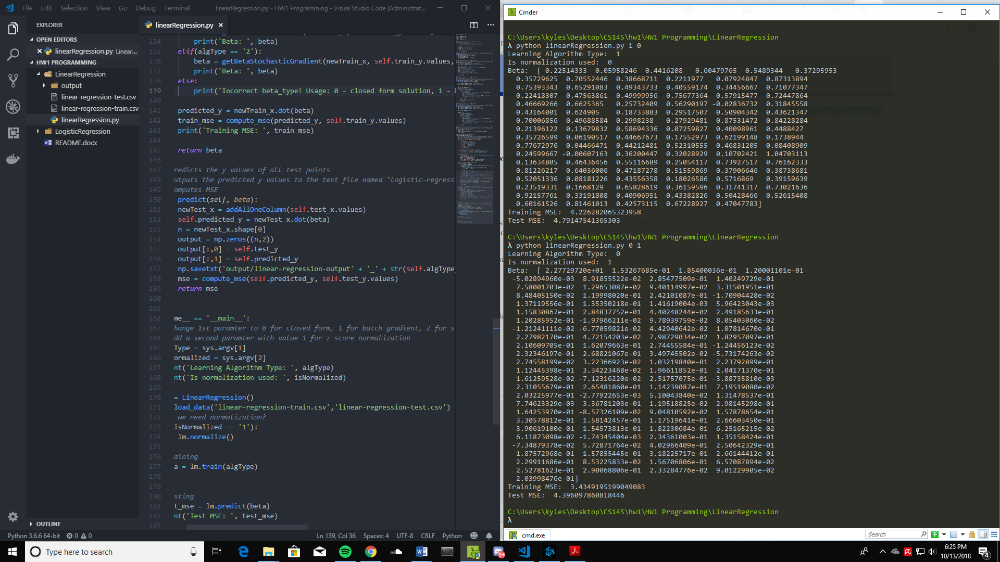 File Edit Selection View Go Debug Terminal linearRegression.py - HW1 Programming - Visual Studio Code [Administrat...
EXPLORER
OPEN EDITORS
linearRegression.py Linear...
HW1 PROGRAMMING
LinearRegression
output
linear-regression-test.csv
linear-regression-train.csv
linearRegression.py
LogisticRegression
README.docx
OUTLINE
linearRegression.py
134 print('Beta: ', beta)
135 elif(algType == '2'):
136 beta = getBetaStochasticGradient(newTrain_x, self.train_y.values,
137 print('Beta: ', beta)
138 else:
139 print('Incorrect beta_type! Usage: 0 - closed form solution, 1 -
140
141 predicted_y = newTrain_x.dot(beta)
142 train_mse = compute_mse(predicted_y, self.train_y.values)
143 print('Training MSE: ', train_mse)
144
145 return beta
146
147 redicts the y values of all test points
148 utputs the predicted y values to the text file named "logistic-regress
149 omputes MSE
150 predict(self, beta):
151 newTest_x = addAllOneColumn(self.test_x.values)
152 self.predicted_y = newTest_x.dot(beta)
153 n = newTest_x.shape[0]
154 output = np.zeros((n,2))
155 output[:,0] = self.test_y
156 output[:,1] = self.predicted_y
157 np.savetxt('output/linear-regression-output' + '_' + str(self.algType)
158 mse = compute_mse(self.predicted_y, self.test_y.values)
159 return mse
160
161
162 me__ == '__main__':
163 hange 1st paramter to 0 for closed form, 1 for batch gradient, 2 for st
164 dd a second paramter with value 1 for z score normalization
165 Type = sys.argv[1]
166 ormalized = sys.argv[2]
167 nt('Learning Algorithm Type: ', algType)
168 nt('Is normalization used: ', isNormalized)
169
170 = LinearRegression()
171 load_data('linear-regression-train.csv','linear-regression-test.csv')
172 we need normalization?
173 isNormalized == '1'):
174 lm.normalize()
175
176 aining
177 a = lm.train(algType)
178
179
180 sting
181 t_mse = lm.predict(beta)
182 nt('Test MSE: ', test_mse)
183
Python 3.6.6 64-bit 0 0 Ln 139, Col 36 Spaces: 4 UTF-8 CRLF Python
Cmder
C:\Users\kyles\Desktop\CS145\hw1\HW1 Programming\LinearRegression
λ python linearRegression.py 1 0
Learning Algorithm Type:  1
Is normalization used:  0
Beta:  [ 0.22514333  0.05958246  0.4416208   0.60479765  0.5489344   0.37295953
0.35729625  0.70552446  0.38668711  0.2211977   0.07924847  0.87313894
0.75393343  0.65291083  0.49343733  0.40559174  0.34456667  0.71077347
0.22418307  0.47563861  0.49999956  0.75677364  0.57915477  0.72447864
0.46669266  0.6625365   0.25732409  0.56290197 -0.02836732  0.31845558
0.43164001  0.624905    0.18733883  0.29517507  0.50904342  0.43621347
0.70006856  0.49688584  0.2998238   0.27929481  0.87531472  0.84228284
0.21396122  0.13679832  0.58694336  0.07259827  0.40098961  0.4488427
0.35726599  0.06190517  0.44667673  0.17552973  0.62199148  0.1738944
0.77672976  0.04466471  0.44212481  0.52310555  0.46831205  0.08408909
0.24599667 -0.00607163  0.36200447  0.32028929  0.10702421  1.04703113
0.13634805  0.46436456  0.55116689  0.25054117  0.73927517  0.76162333
0.81226217  0.64036006  0.47187278  0.51559869  0.37906646  0.38738681
0.52051336  0.08181226  0.43556358  0.18026586  0.5716869   0.39159639
0.23519331  0.1668129   0.65828619  0.36159596  0.31741317  0.73021636
0.92157761  0.33191808  0.40906951  0.43382826  0.50428466  0.52615408
0.60161526  0.81461013  0.42573115  0.67228927  0.47047783]
Training MSE:  4.226282065323958
Test MSE:  4.79147541365303
C:\Users\kyles\Desktop\CS145\hw1\HW1 Programming\LinearRegression
λ python linearRegression.py 0 1
Learning Algorithm Type:  0
Is normalization used:  1
Beta:  [ 2.27729720e+01  1.53267685e-01  1.85400036e-01  1.20001101e-01
-5.02894960e-03  8.91855522e-02  2.85477509e-01  1.40249729e-01
7.58001703e-02  1.29653087e-02  9.40114997e-02  3.31501951e-01
8.48405150e-02  1.19998020e-01  2.42101087e-01 -1.70904428e-02
1.37119556e-01  1.35350218e-01  1.41619004e-03  5.96423043e-03
1.15830867e-01  2.84837752e-01  4.40248244e-02  2.49185633e-01
1.20285952e-01 -1.97966211e-02  9.78939759e-02  8.05403060e-02
-1.21241111e-02 -6.77059821e-02  4.42940642e-02  1.07814670e-01
2.27982170e-01  4.72154203e-02  7.98729034e-02  1.82957097e-01
2.10609705e-01  1.62079663e-01  2.74455584e-01 -1.24456123e-02
2.32346197e-01  2.68821067e-01  3.49745502e-02 -5.73174263e-02
2.74558199e-02  3.22366923e-02  1.03219840e-01  2.23792899e-01
1.12445398e-01  3.34223468e-02  1.96611852e-01  2.04171370e-01
1.61259528e-02 -7.12316220e-02  2.51757075e-01 -3.88735810e-03
2.31055679e-01  2.65481860e-01  1.14239087e-01  7.19519080e-02
2.03225977e-01 -2.77922653e-03  5.10043840e-02  1.31478537e-01
7.74623329e-03  3.36781203e-01  1.19518825e-02  2.98145298e-01
1.64253970e-01 -8.57326109e-02  9.04810592e-02  1.57878654e-01
3.30578812e-01  1.58142457e-01  1.17519641e-01  2.66603450e-01
3.90619100e-01  1.54573813e-01  1.82230684e-01  6.25165215e-02
6.11873098e-02 -1.74345404e-03  2.34361003e-01  1.35158424e-01
-7.34879378e-02  5.72871764e-02  4.02966409e-01  2.50642329e-01
1.87572968e-01  1.57855445e-01  3.18225717e-01  2.66144412e-01
2.29911686e-01  8.53225833e-02  1.56706806e-01  6.57087894e-02
2.52781623e-01  2.90068806e-01  2.33284776e-02  9.01229905e-02
2.03998476e-01]
Training MSE:  3.4349195199049083
Test MSE:  4.396097860818446
C:\Users\kyles\Desktop\CS145\hw1\HW1 Programming\LinearRegression
λ
cmd.exe Search
Type here to search
9+
6:25 PM
10/13/2018
4